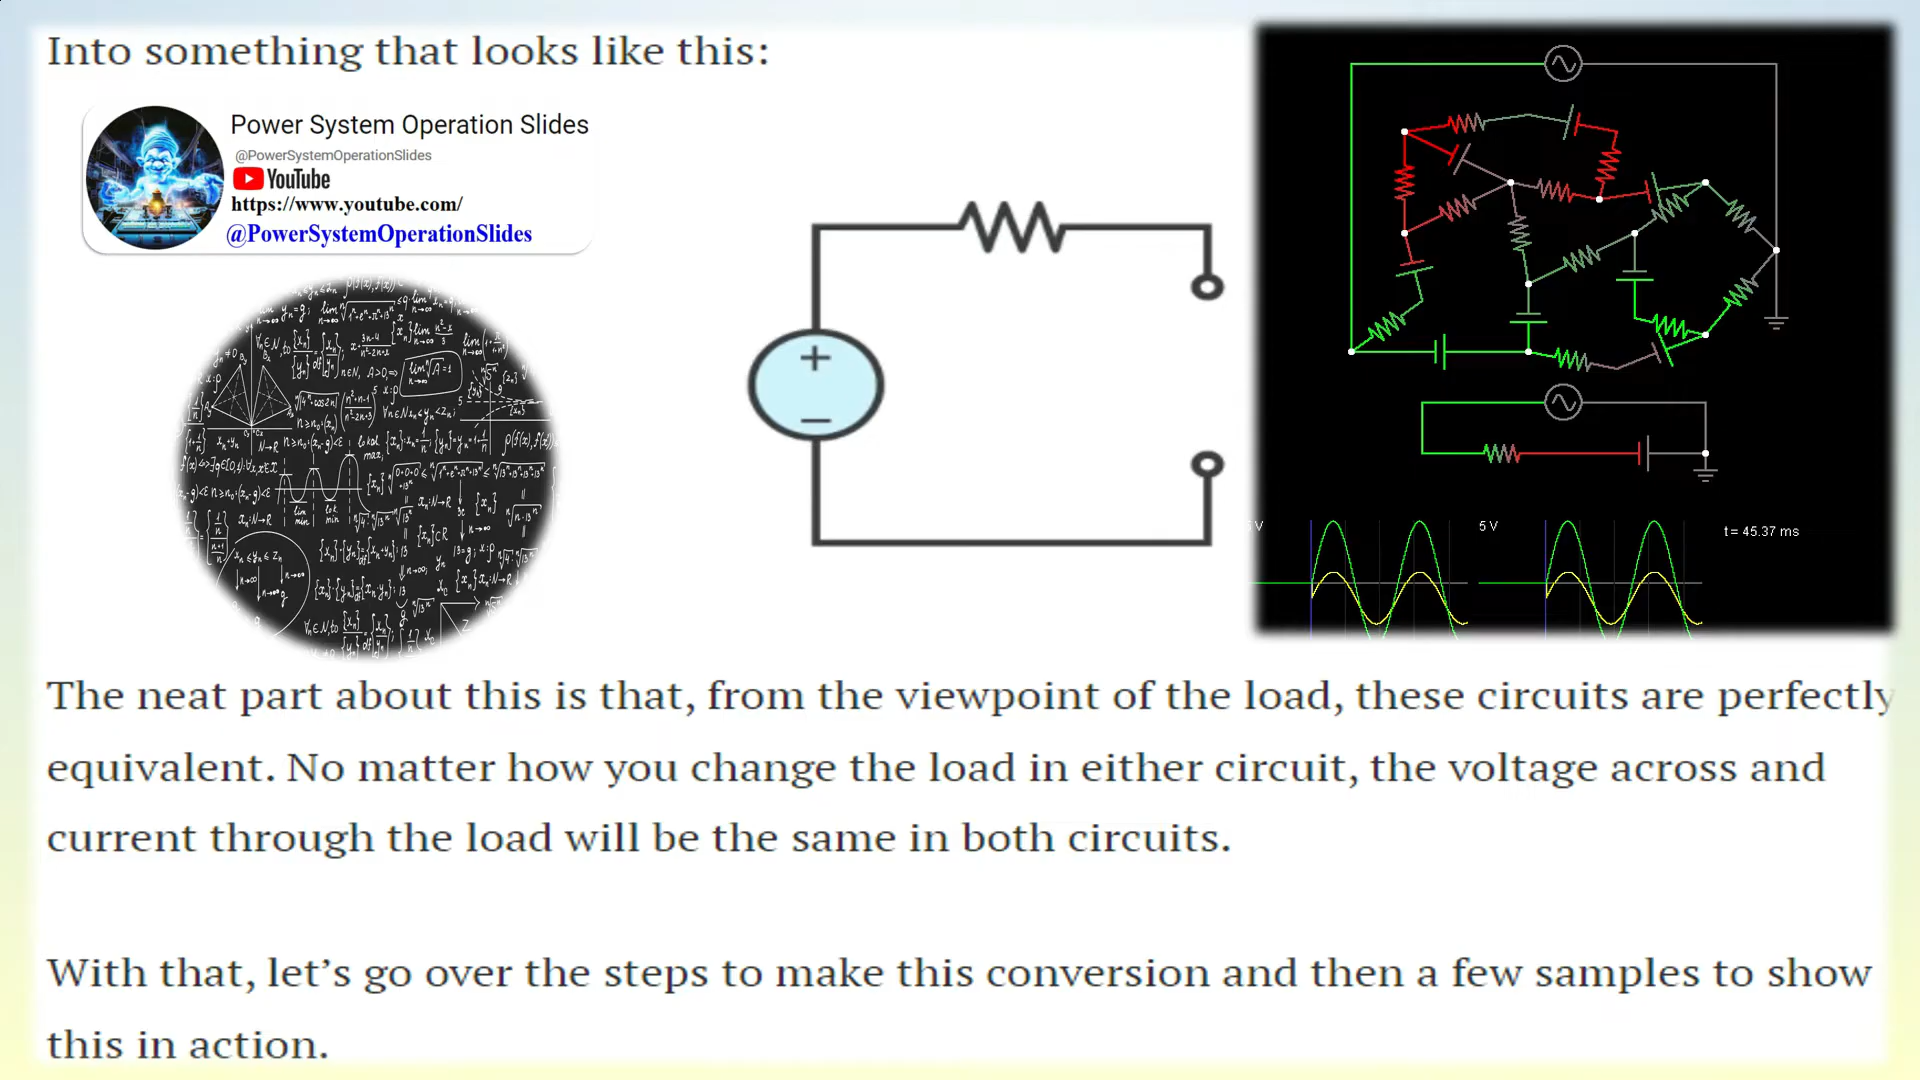 Into something that looks like this:
Power System Operation Slides
@PowerSystemOperationSlides
YouTube
https://www.youtube.com/
@PowerSystemOperationSlides
+
−
V
5 V
t = 45.37 ms
The neat part about this is that, from the viewpoint of the load, these circuits are perfectly
equivalent. No matter how you change the load in either circuit, the voltage across and
current through the load will be the same in both circuits.
With that, let’s go over the steps to make this conversion and then a few samples to show
this in action.